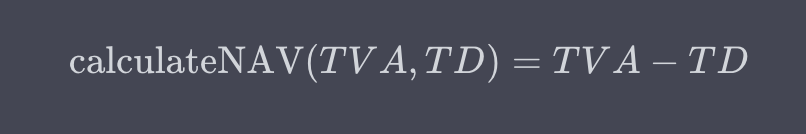 calculateNAV(TVA, TD) = TVA − TD